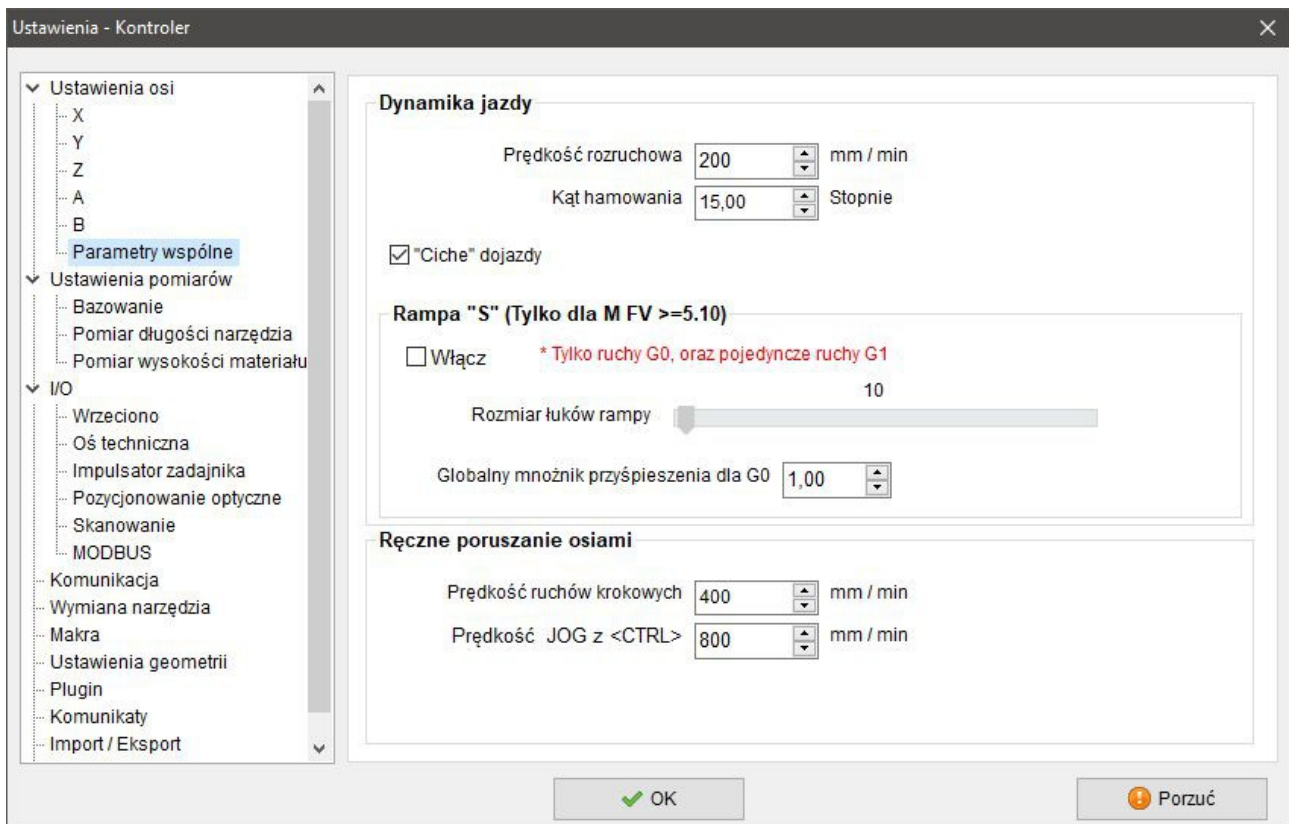 Ustawienia - Kontroler
Ustawienia osi
X
Y
Z
A
B
Parametry wspólne
Ustawienia pomiarów
Bazowanie
Pomiar długości narzędzia
Pomiar wysokości materiału
I/O
Wrzeciono
Oś techniczna
Impulsator zadajnika
Pozycjonowanie optyczne
Skanowanie
MODBUS
Komunikacja
Wymiana narzędzia
Makra
Ustawienia geometrii
Plugin
Komunikaty
Import / Eksport
Dynamika jazdy
Prędkość rozruchowa 200 mm / min
Kąt hamowania 15,00 Stopnie
"Ciche" dojazdy
Rampa "S" (Tylko dla M FV >=5.10)
Włącz * Tylko ruchy G0, oraz pojedyncze ruchy G1
10
Rozmiar łuków rampy
Globalny mnożnik przyśpieszenia dla G0 1,00
Ręczne poruszanie osiami
Prędkość ruchów krokowych 400 mm / min
Prędkość JOG z <CTRL> 800 mm / min
OK
Porzuć